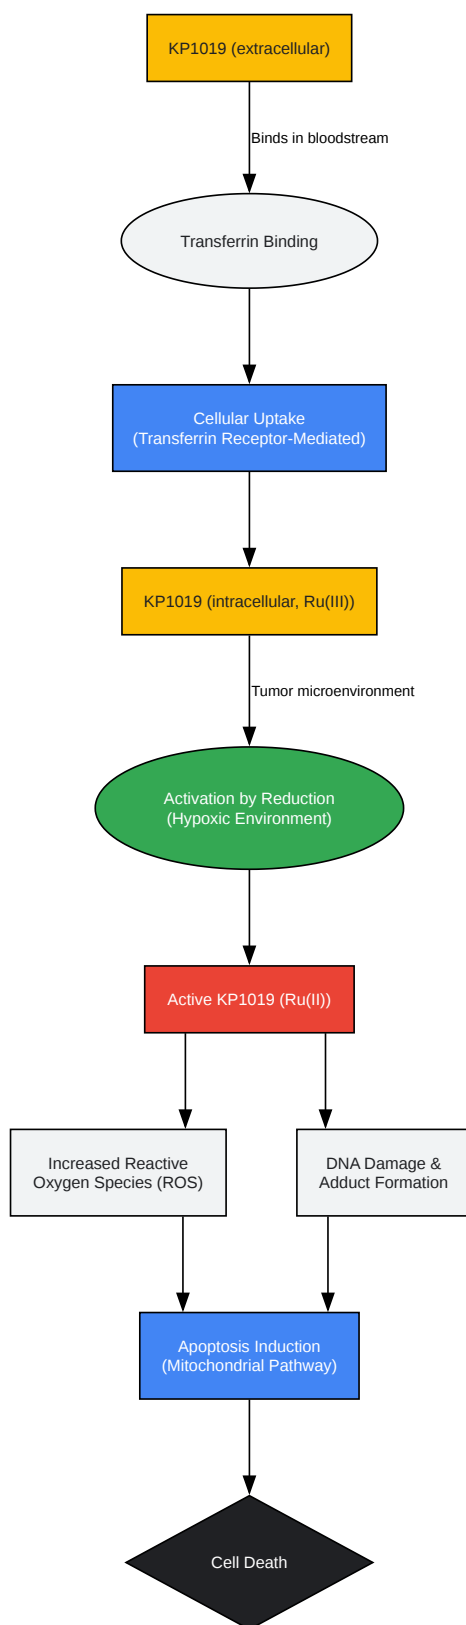 KP1019 (extracellular)
Binds in bloodstream
Transferrin Binding
Cellular Uptake
(Transferrin Receptor-Mediated)
KP1019 (intracellular, Ru(III))
Tumor microenvironment
Activation by Reduction
(Hypoxic Environment)
Active KP1019 (Ru(II))
Increased Reactive
Oxygen Species (ROS)
DNA Damage &
Adduct Formation
Apoptosis Induction
(Mitochondrial Pathway)
Cell Death